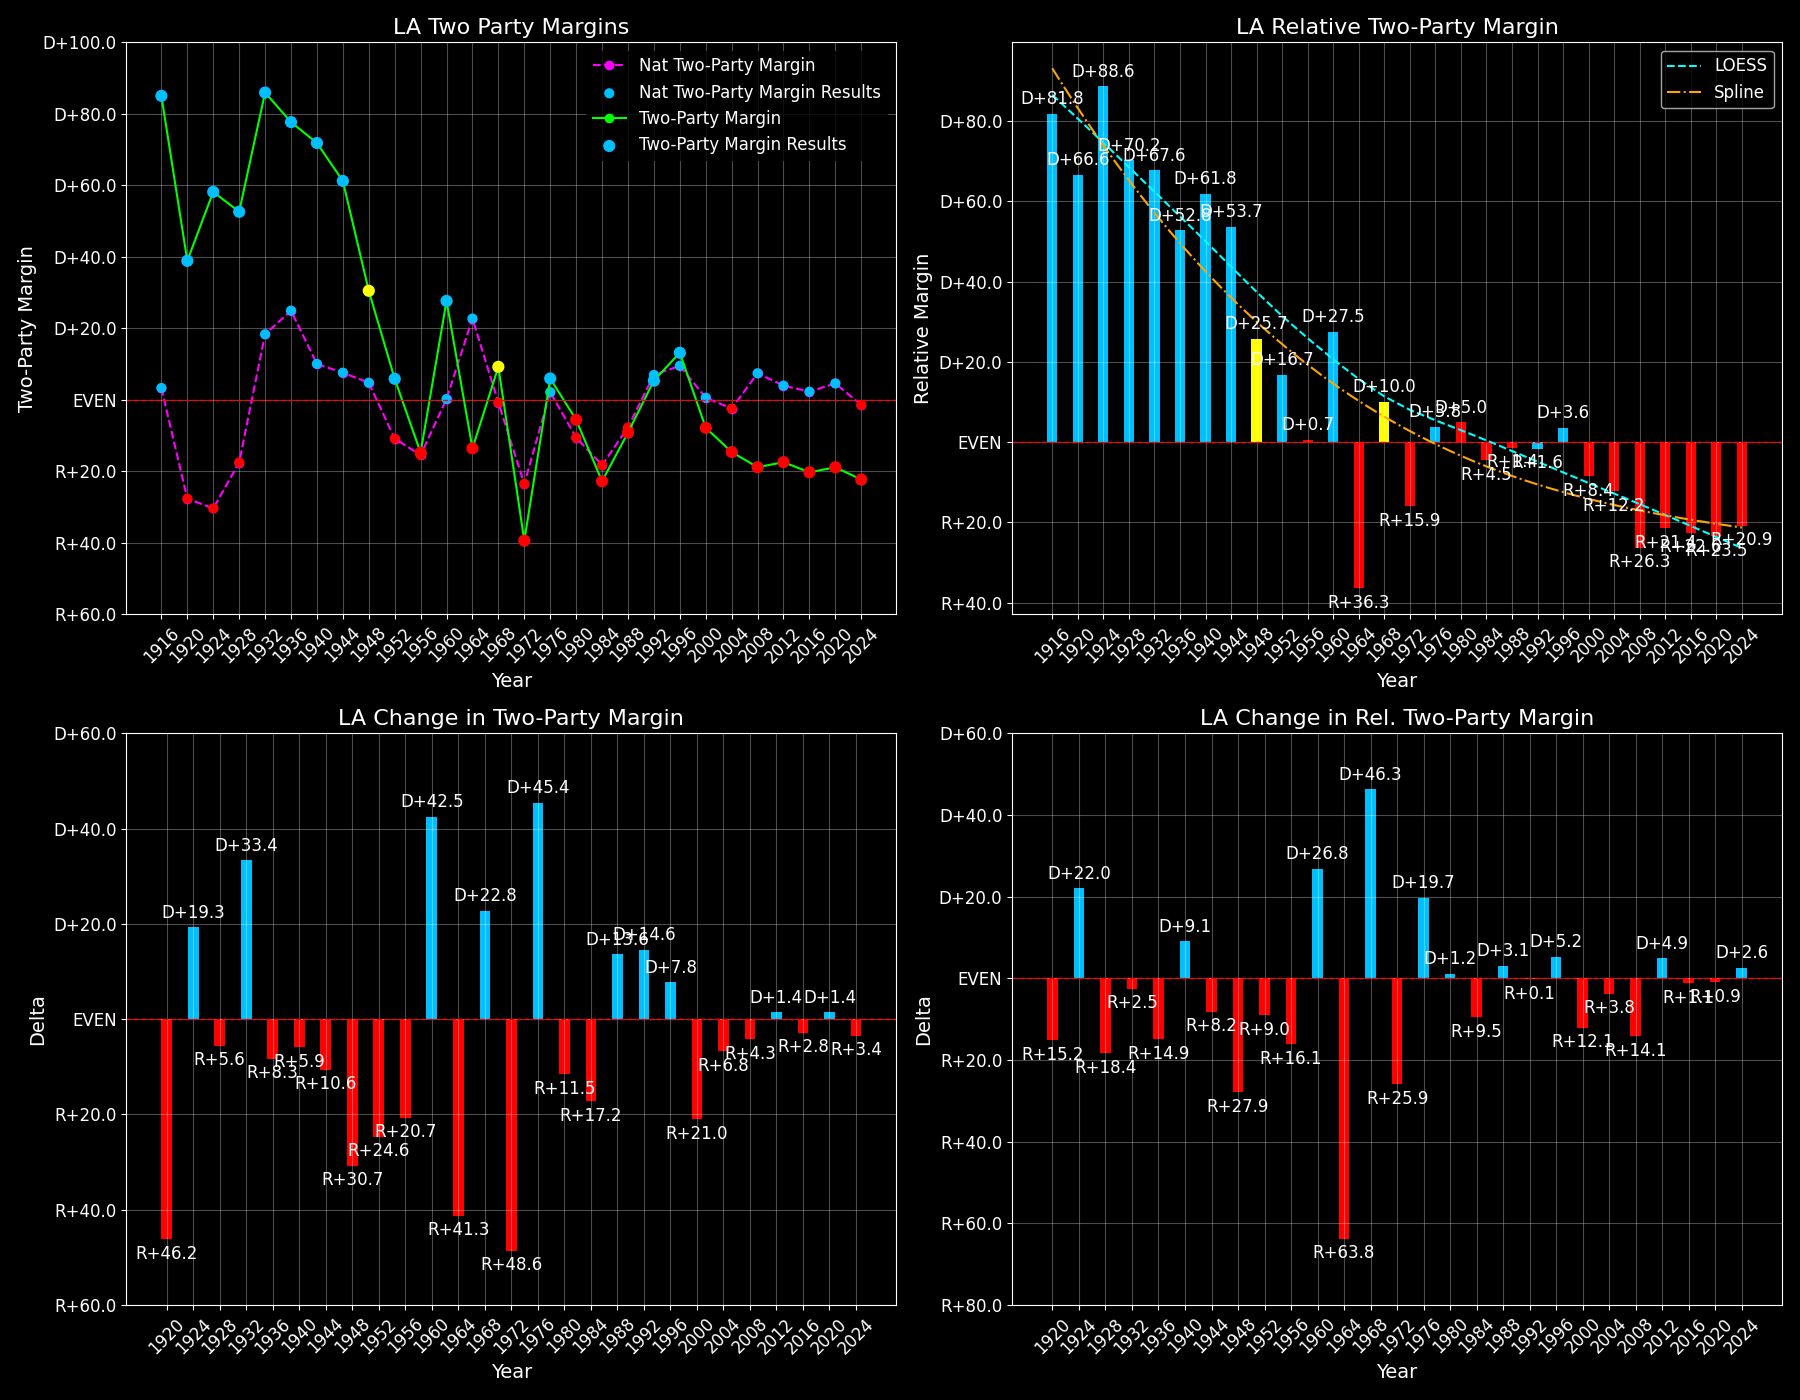 LA Two Party Margins
D+100.0
D+80.0
D+60.0
D+40.0
D+20.0
EVEN
R+20.0
R+40.0
R+60.0
Two-Party Margin
Nat Two-Party Margin
Nat Two-Party Margin Results
Two-Party Margin
Two-Party Margin Results
1916 1920 1924 1928 1932 1936 1940 1944 1948 1952 1956 1960 1964 1968 1972 1976 1980 1984 1988 1992 1996 2000 2004 2008 2012 2016 2020 2024
Year
LA Relative Two-Party Margin
D+80.0
D+60.0
D+40.0
D+20.0
EVEN
R+20.0
R+40.0
Relative Margin
LOESS
Spline
D+81.8
D+66.6
D+88.6
D+70.2
D+67.6
D+52.8
D+61.8
D+53.7
D+25.7
D+16.7
D+0.7
D+27.5
R+36.3
D+10.0
R+15.9
D+3.8
D+5.0
R+4.5
R+1.4
R+1.6
D+3.6
R+8.4
R+12.2
R+26.3
R+21.4
R+22.6
R+23.5
R+20.9
1916 1920 1924 1928 1932 1936 1940 1944 1948 1952 1956 1960 1964 1968 1972 1976 1980 1984 1988 1992 1996 2000 2004 2008 2012 2016 2020 2024
Year
LA Change in Two-Party Margin
D+60.0
D+40.0
D+20.0
EVEN
R+20.0
R+40.0
R+60.0
Delta
R+46.2
D+19.3
R+5.6
D+33.4
R+8.3
R+5.9
R+10.6
R+30.7
R+24.6
R+20.7
D+42.5
R+41.3
D+22.8
R+48.6
D+45.4
R+11.5
R+17.2
D+13.6
D+14.6
D+7.8
R+21.0
R+6.8
R+4.3
D+1.4
R+2.8
D+1.4
R+3.4
1920 1924 1928 1932 1936 1940 1944 1948 1952 1956 1960 1964 1968 1972 1976 1980 1984 1988 1992 1996 2000 2004 2008 2012 2016 2020 2024
Year
LA Change in Rel. Two-Party Margin
D+60.0
D+40.0
D+20.0
EVEN
R+20.0
R+40.0
R+60.0
R+80.0
Delta
R+15.2
D+22.0
R+18.4
R+2.5
R+14.9
D+9.1
R+8.2
R+27.9
R+9.0
R+16.1
D+26.8
R+63.8
D+46.3
R+25.9
D+19.7
D+1.2
R+9.5
D+3.1
R+0.1
D+5.2
R+12.1
R+3.8
R+14.1
D+4.9
R+1.1
R+0.9
D+2.6
1920 1924 1928 1932 1936 1940 1944 1948 1952 1956 1960 1964 1968 1972 1976 1980 1984 1988 1992 1996 2000 2004 2008 2012 2016 2020 2024
Year